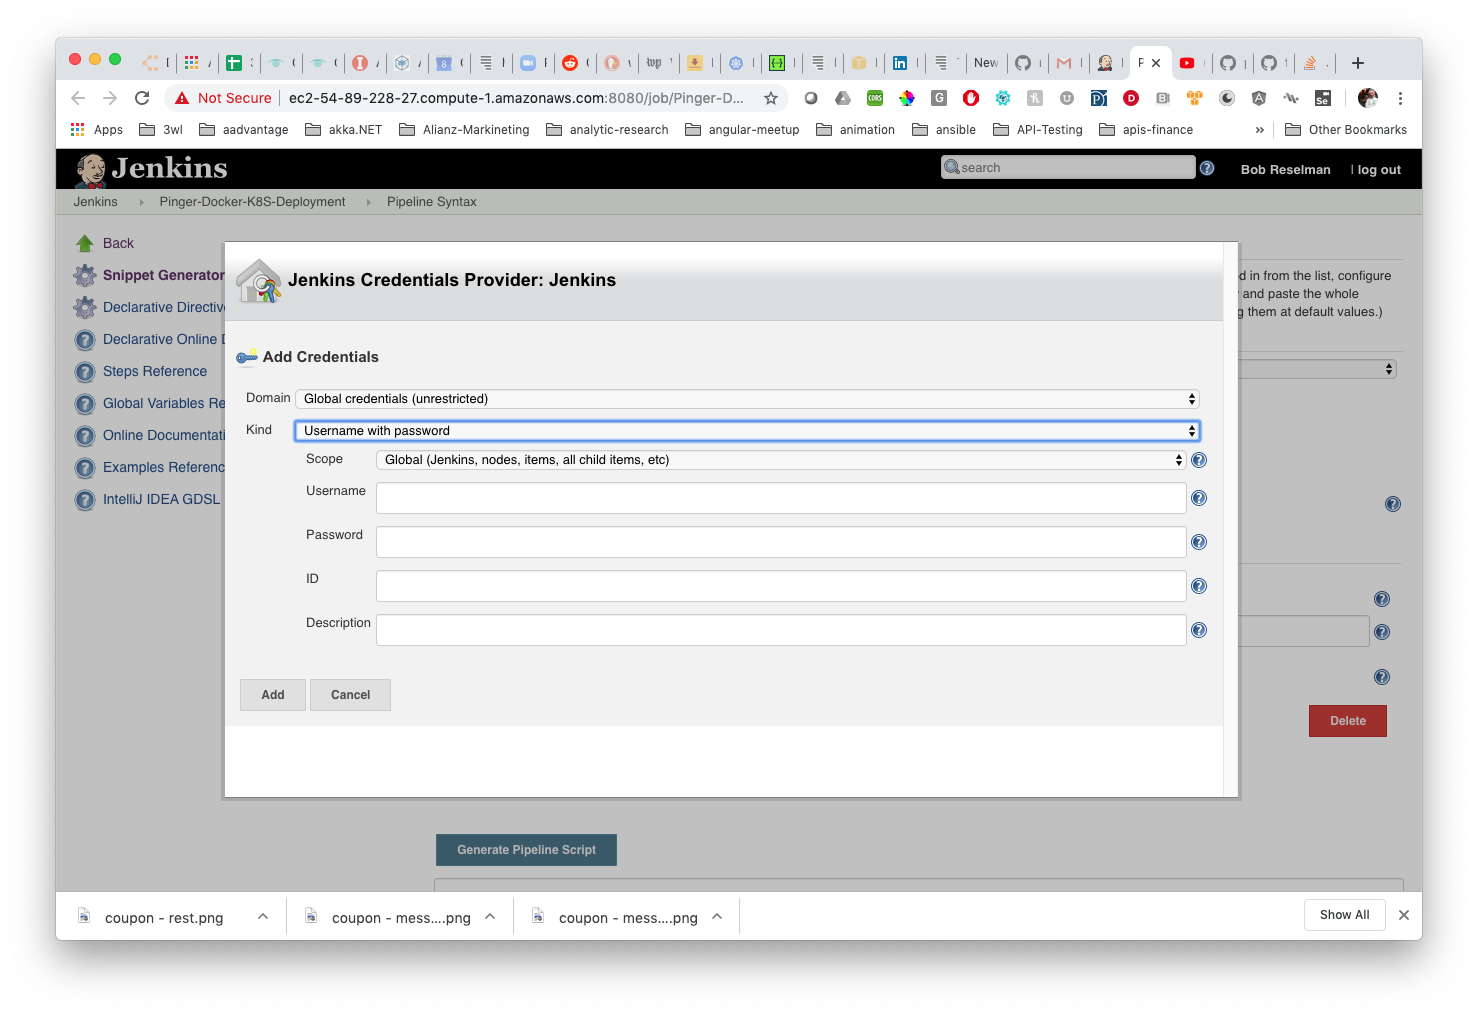 New
Not Secure
ec2-54-89-228-27.compute-1.amazonaws.com:8080/job/Pinger-D...
Apps
3wl
aadvantage
akka.NET
Alianz-Markineting
analytic-research
angular-meetup
animation
ansible
API-Testing
apis-finance
»
Other Bookmarks
Jenkins
search
Bob Reselman
| log out
Jenkins
Pinger-Docker-K8S-Deployment
Pipeline Syntax
Back
Snippet Generator
Declarative Directiv
Declarative Online
Steps Reference
Global Variables Re
Online Documentati
Examples Referenc
IntelliJ IDEA GDSL
d in from the list, configure
and paste the whole
g them at default values.)
Jenkins Credentials Provider: Jenkins
Add Credentials
Domain
Global credentials (unrestricted)
Kind
Username with password
Scope
Global (Jenkins, nodes, items, all child items, etc)
Username
Password
ID
Description
Add
Cancel
Delete
Generate Pipeline Script
coupon - rest.png
coupon - mess....png
coupon - mess....png
Show All